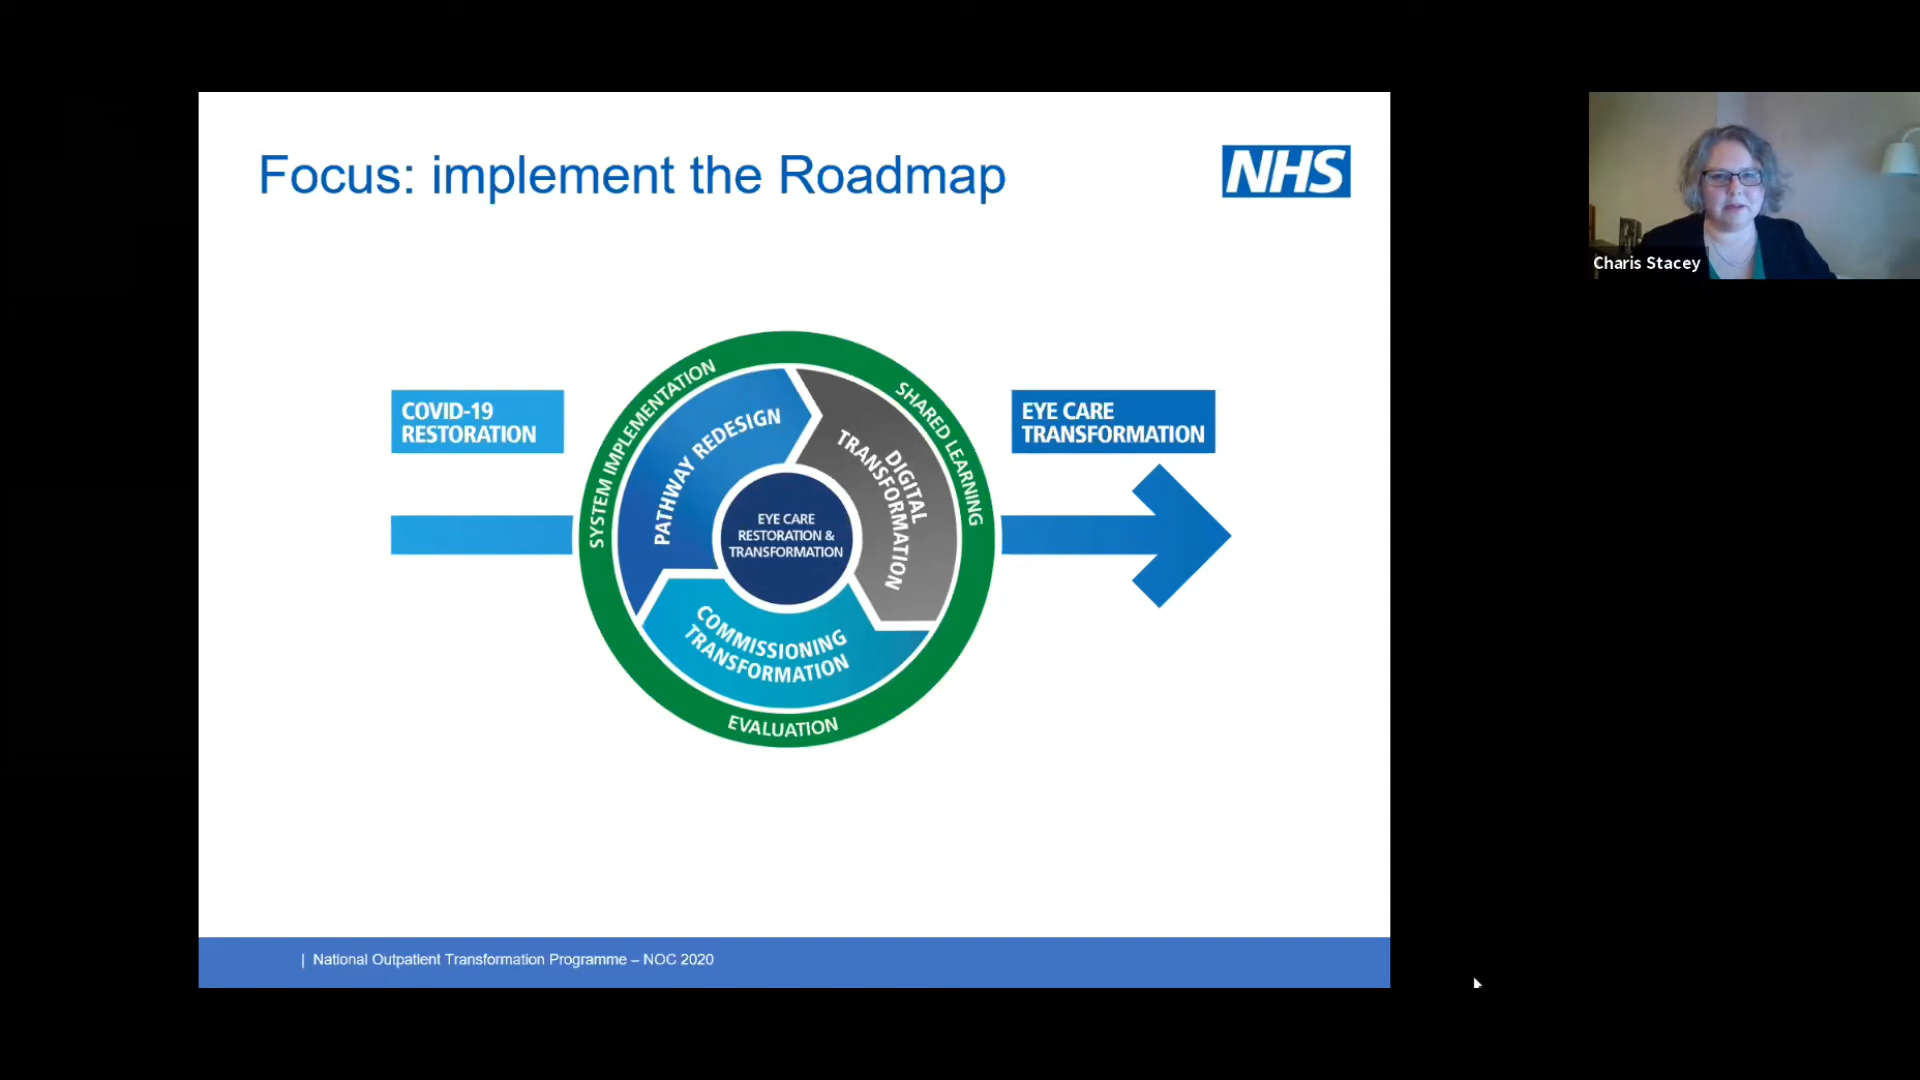 Focus: implement the Roadmap
NHS
Charis Stacey
COVID-19
RESTORATION
SYSTEM IMPLEMENTATION
SHARED LEARNING
EVALUATION
PATHWAY REDESIGN
DIGITAL
TRANSFORMATION
COMMISSIONING
TRANSFORMATION
EYE CARE
RESTORATION &
TRANSFORMATION
EYE CARE
TRANSFORMATION
| National Outpatient Transformation Programme – NOC 2020